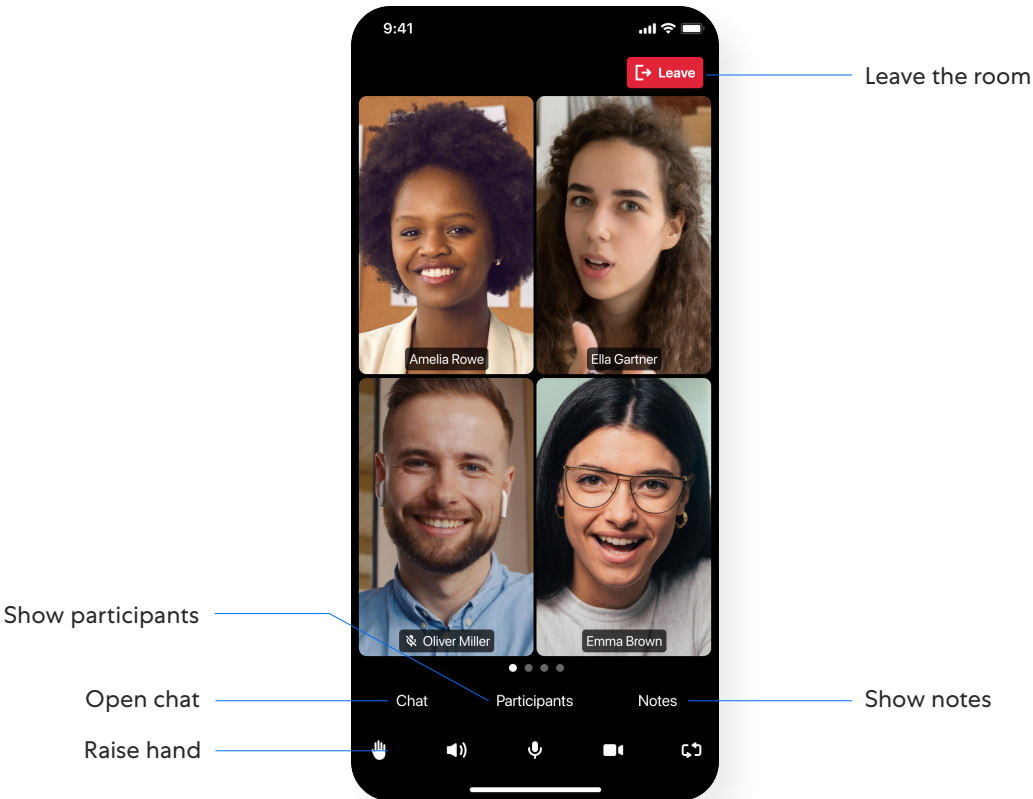 9:41
Leave
Leave the room
Amelia Rowe
Ella Gartner
Oliver Miller
Emma Brown
Show participants
Open chat
Chat
Participants
Notes
Show notes
Raise hand